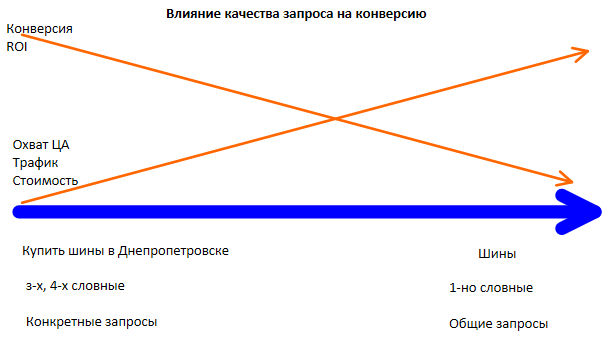 Влияние качества запроса на конверсию
Конверсия
ROI
Охват ЦА
Трафик
Стоимость
Купить шины в Днепропетровске
Шины
з-х, 4-х словные
1-но словные
Конкретные запросы
Общие запросы